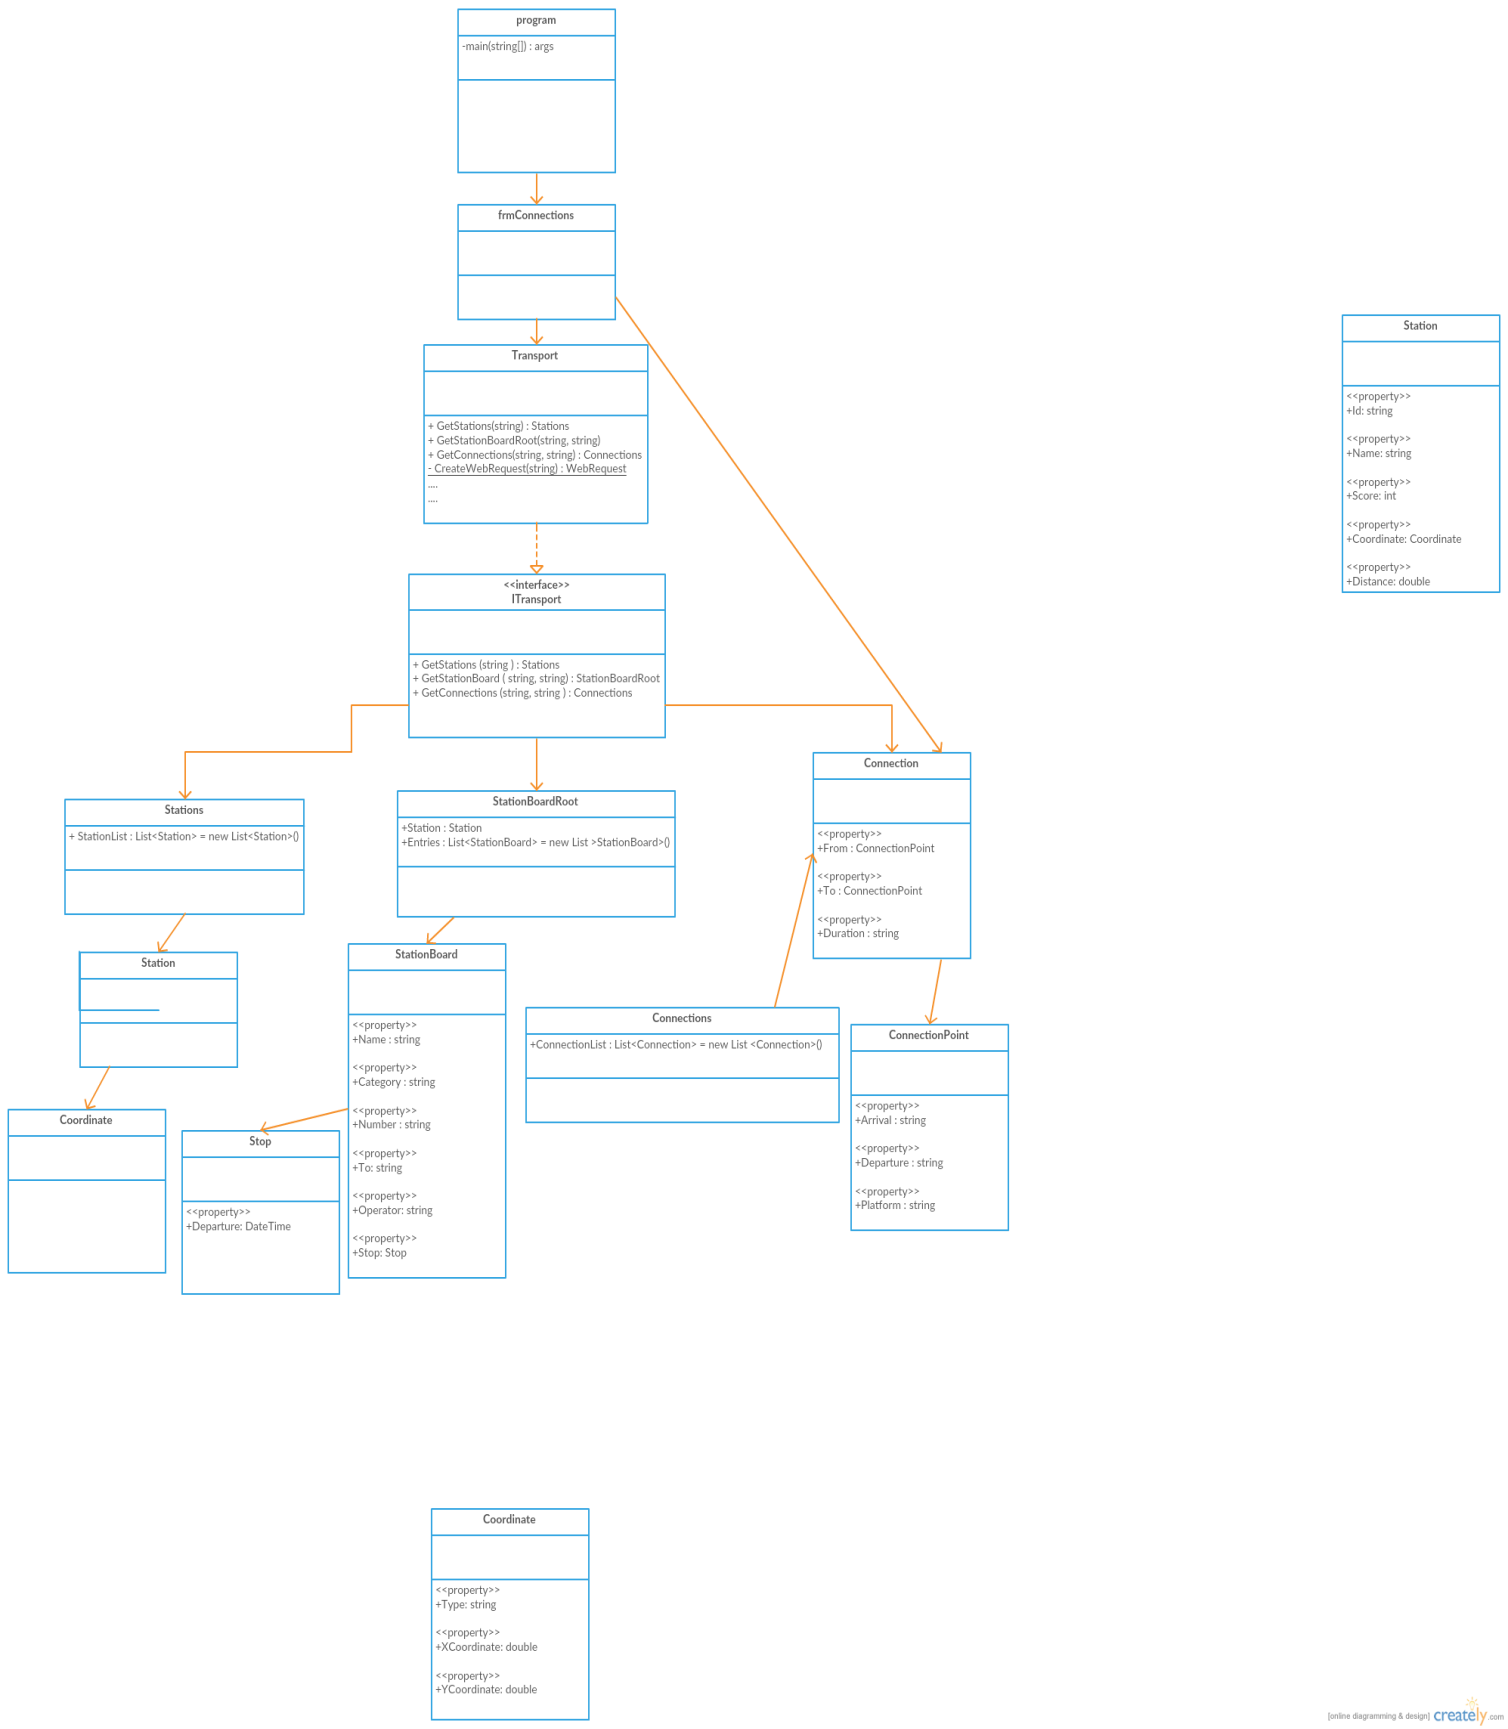 program
-main(string[]) : args
frmConnections
Transport
+ GetStations(string) : Stations
+ GetStationBoardRoot(string, string)
+ GetConnections(string, string) : Connections
- CreateWebRequest(string) : WebRequest
....
....
<<interface>>
ITransport
+ GetStations (string ) : Stations
+ GetStationBoard ( string, string) : StationBoardRoot
+ GetConnections (string, string ) : Connections
Station
<<property>>
+Id: string
<<property>>
+Name: string
<<property>>
+Score: int
<<property>>
+Coordinate: Coordinate
<<property>>
+Distance: double
Stations
+ StationList : List<Station> = new List<Station>()
StationBoardRoot
+Station : Station
+Entries : List<StationBoard> = new List >StationBoard>()
Connection
<<property>>
+From : ConnectionPoint
<<property>>
+To : ConnectionPoint
<<property>>
+Duration : string
Station
StationBoard
<<property>>
+Name : string
<<property>>
+Category : string
<<property>>
+Number : string
<<property>>
+To: string
<<property>>
+Operator: string
<<property>>
+Stop: Stop
Connections
+ConnectionList : List<Connection> = new List <Connection>()
ConnectionPoint
<<property>>
+Arrival : string
<<property>>
+Departure : string
<<property>>
+Platform : string
Coordinate
Stop
<<property>>
+Departure: DateTime
Coordinate
<<property>>
+Type: string
<<property>>
+XCoordinate: double
<<property>>
+YCoordinate: double
[online diagramming & design] creately.com